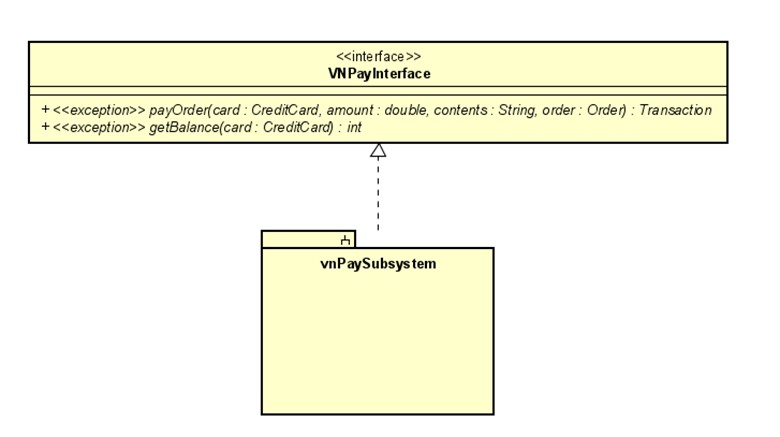 <<interface>>
VNPayInterface
+ <<exception>> payOrder(card : CreditCard, amount : double, contents : String, order : Order) : Transaction
+ <<exception>> getBalance(card : CreditCard) : int
vnPaySubsystem